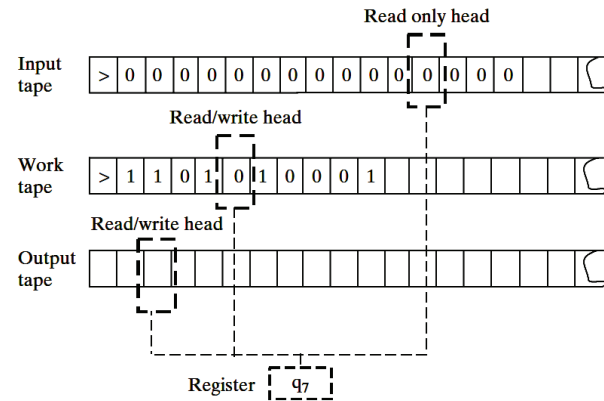 Read only head
Input tape
> 0 0 0 0 0 0 0 0 0 0 0 0 0 0 0
Read/write head
Work tape
> 1 1 0 1 0 1 0 0 0 1
Read/write head
Output tape
Register q₇